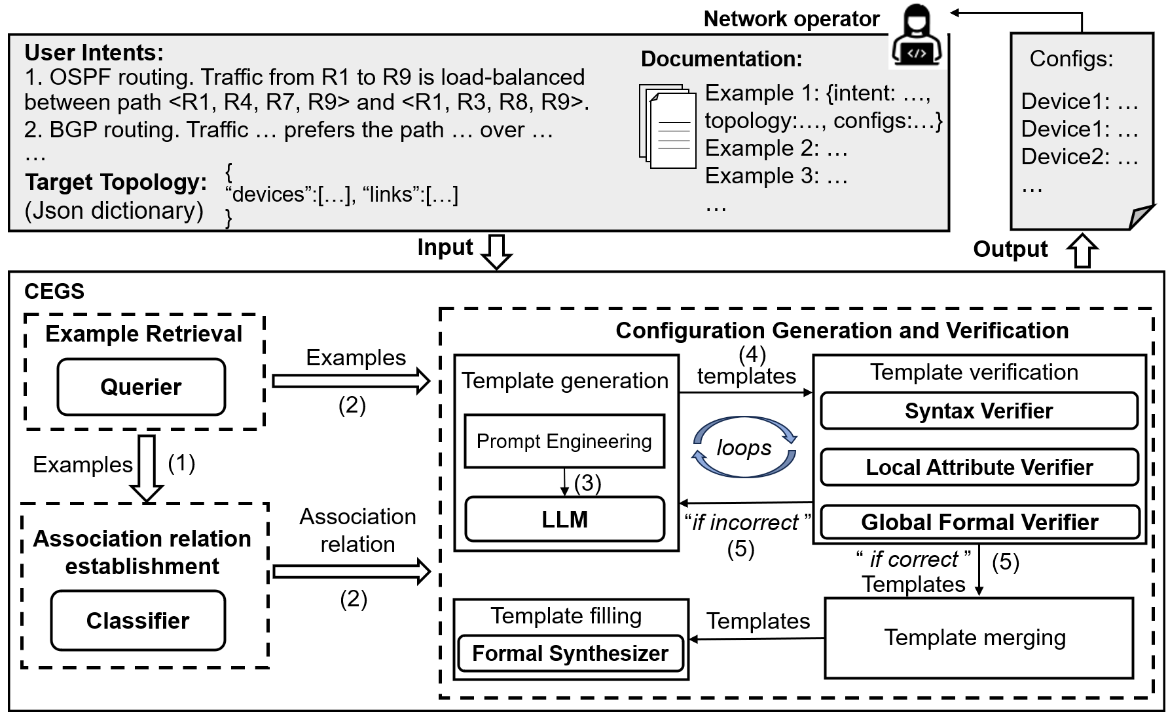 Network operator
User Intents:
1. OSPF routing. Traffic from R1 to R9 is load-balanced
between path <R1, R4, R7, R9> and <R1, R3, R8, R9>.
2. BGP routing. Traffic … prefers the path … over …
…
Target Topology:
(Json dictionary)
{
“devices”:[…], “links”:[…]
}
Documentation:
Example 1: {intent: …,
topology:…, configs:…}
Example 2: …
Example 3: …
…
Configs:
Device1: …
Device1: …
Device2: …
…
Input
Output
CEGS
Example Retrieval
Querier
Examples
(2)
Examples
(1)
Association relation
establishment
Classifier
Association
relation
(2)
Configuration Generation and Verification
Template generation
Prompt Engineering
(3)
LLM
(4)
templates
loops
“if incorrect ”
(5)
Template verification
Syntax Verifier
Local Attribute Verifier
Global Formal Verifier
“ if correct ”
(5)
Templates
Template merging
Templates
Template filling
Formal Synthesizer